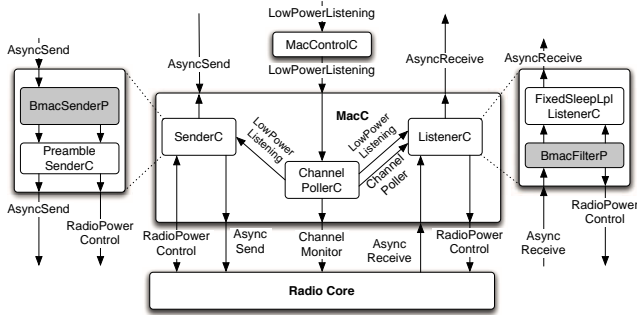 LowPowerListening
MacControlC
LowPowerListening
AsyncSend
BmacSenderP
Preamble
SenderC
AsyncSend
RadioPower
Control
AsyncSend
MacC
SenderC
LowPower
Listening
Channel
PollerC
LowPower
Listening
Channel
Poller
ListenerC
AsyncReceive
RadioPower
Control
Async
Send
Channel
Monitor
Async
Receive
RadioPower
Control
Radio Core
AsyncReceive
FixedSleepLpl
ListenerC
BmacFilterP
Async
Receive
RadioPower
Control